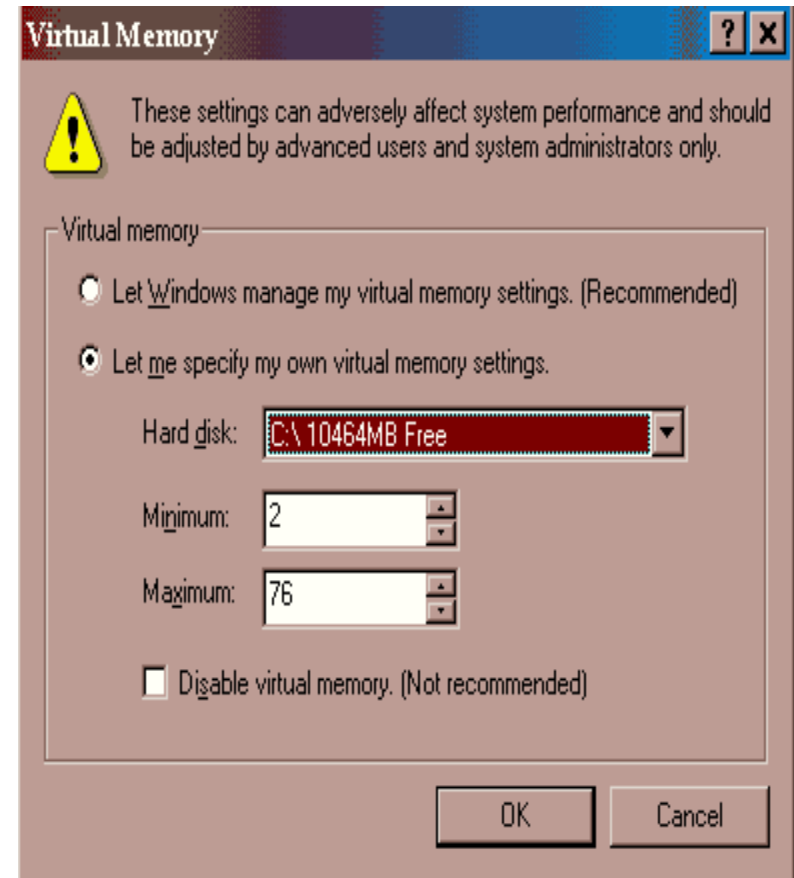 Virtual Memory
These settings can adversely affect system performance and should
be adjusted by advanced users and system administrators only.
Virtual memory
Let Windows manage my virtual memory settings. (Recommended)
Let me specify my own virtual memory settings.
Hard disk: C:\ 10464MB Free
Minimum: 2
Maximum: 76
Disable virtual memory. (Not recommended)
OK Cancel